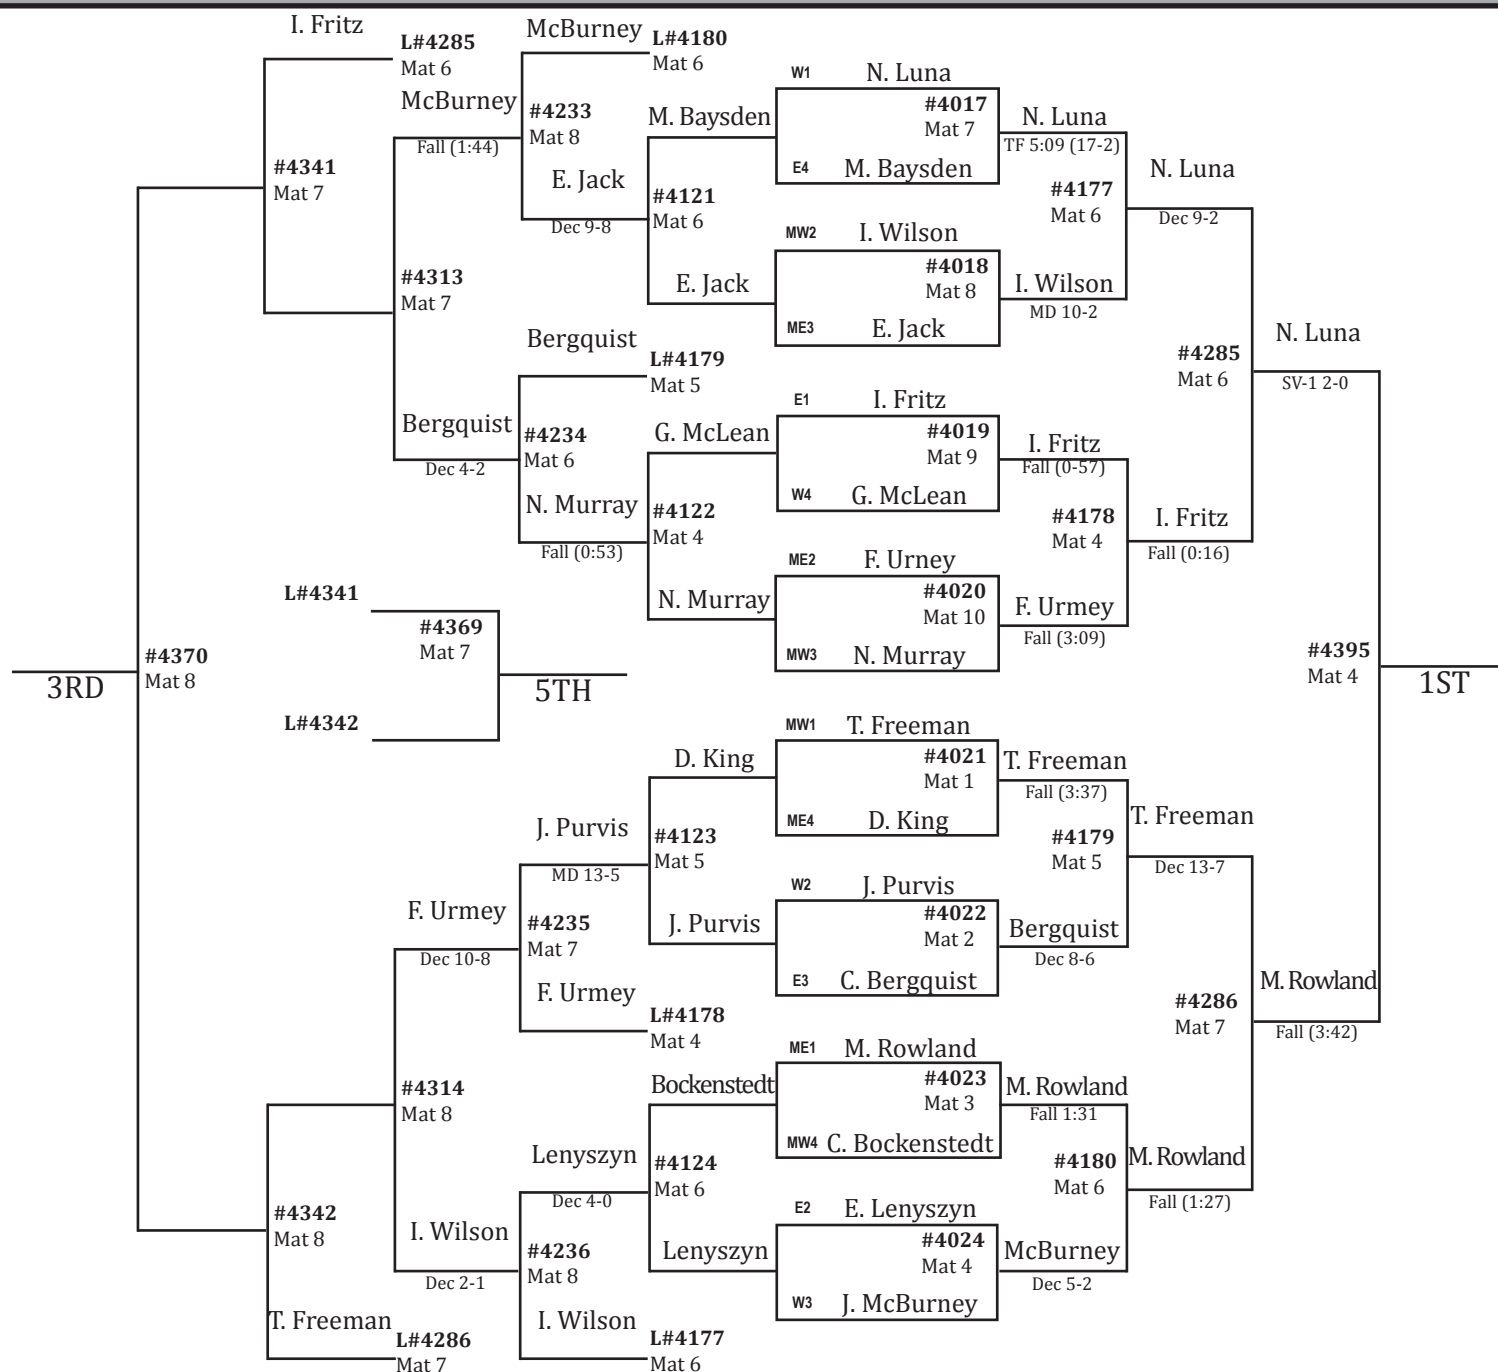 I. Fritz
L#4285
Mat 6
McBurney
L#4180
Mat 6
McBurney
Fall (1:44)
#4233
Mat 8
#4341
Mat 7
E. Jack
Dec 9-8
M. Baysden
#4121
Mat 6
E. Jack
W1 N. Luna
#4017
Mat 7
E4 M. Baysden
N. Luna
TF 5:09 (17-2)
#4177
Mat 6
N. Luna
Dec 9-2
MW2 I. Wilson
#4018
Mat 8
ME3 E. Jack
I. Wilson
MD 10-2
#4313
Mat 7
Bergquist
L#4179
Mat 5
Bergquist
Dec 4-2
#4234
Mat 6
N. Murray
Fall (0:53)
G. McLean
#4122
Mat 4
N. Murray
E1 I. Fritz
#4019
Mat 9
W4 G. McLean
I. Fritz
Fall (0-57)
#4178
Mat 4
I. Fritz
Fall (0:16)
#4285
Mat 6
N. Luna
SV-1 2-0
ME2 F. Urney
#4020
Mat 10
MW3 N. Murray
F. Urmey
Fall (3:09)
L#4341
#4369
Mat 7
L#4342
5TH
#4370
Mat 8
3RD
#4395
Mat 4
1ST
MW1 T. Freeman
#4021
Mat 1
ME4 D. King
T. Freeman
Fall (3:37)
D. King
#4123
Mat 5
J. Purvis
J. Purvis
MD 13-5
#4179
Mat 5
T. Freeman
Dec 13-7
W2 J. Purvis
#4022
Mat 2
E3 C. Bergquist
Bergquist
Dec 8-6
F. Urmey
Dec 10-8
#4235
Mat 7
F. Urmey
L#4178
Mat 4
#4286
Mat 7
M. Rowland
Fall (3:42)
#4314
Mat 8
ME1 M. Rowland
#4023
Mat 3
MW4 C. Bockenstedt
M. Rowland
Fall 1:31
Bockenstedt
#4124
Mat 6
Lenyszyn
Lenyszyn
Dec 4-0
#4180
Mat 6
M. Rowland
Fall (1:27)
E2 E. Lenyszyn
#4024
Mat 4
W3 J. McBurney
McBurney
Dec 5-2
#4342
Mat 8
I. Wilson
Dec 2-1
#4236
Mat 8
I. Wilson
L#4177
Mat 6
T. Freeman
L#4286
Mat 7